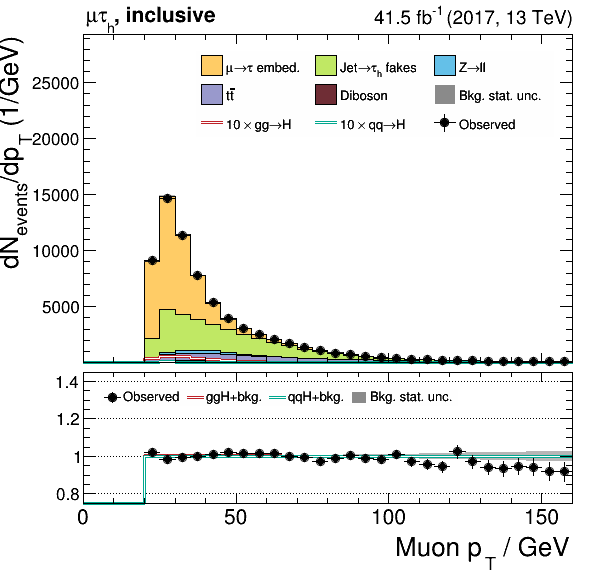 μτh, inclusive
41.5 fb-1 (2017, 13 TeV)
dNevents/dpT (1/GeV)
25000
20000
15000
10000
5000
μ→τ embed.
Jet→τh fakes
Z→ll
tt̅
Diboson
Bkg. stat. unc.
10 × gg→H
10 × qq→H
Observed
1.4
1.2
1
0.8
Observed
ggH+bkg.
qqH+bkg.
Bkg. stat. unc.
0
50
100
150
Muon pT / GeV